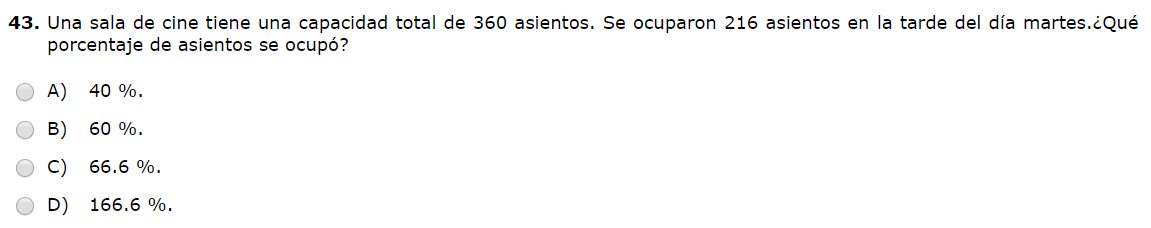 43. Una sala de cine tiene una capacidad total de 360 asientos. Se ocuparon 216 asientos en la tarde del día martes.¿Qué
porcentaje de asientos se ocupó?
A) 40 %.
B) 60 %.
C) 66.6 %.
D) 166.6 %.